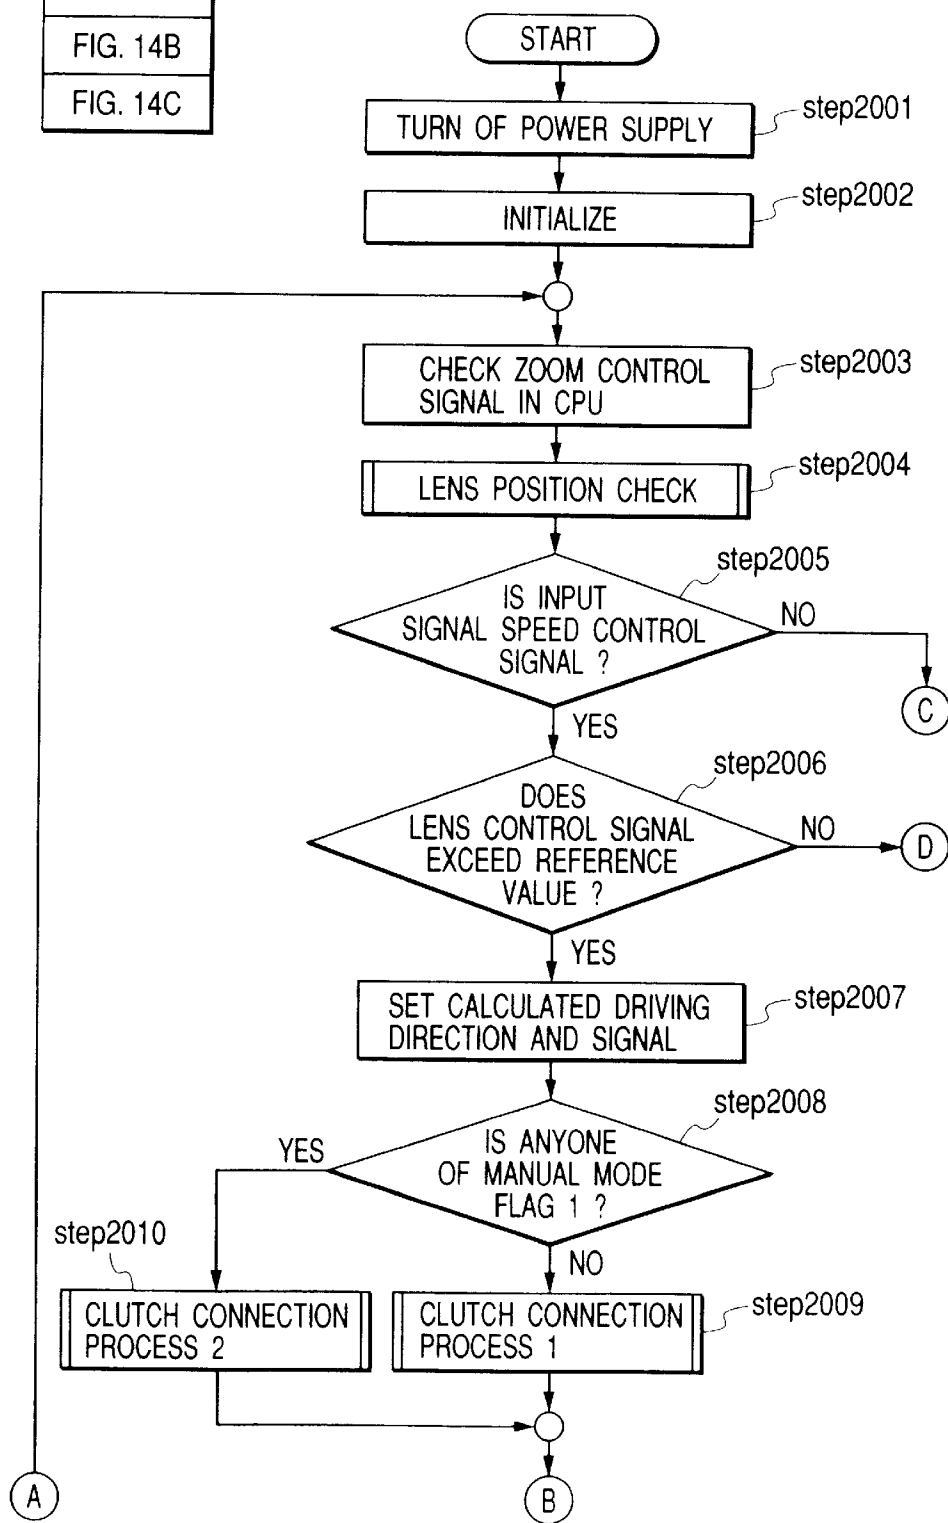 FIG. 14B
FIG. 14C
START
TURN OF POWER SUPPLY
step2001
INITIALIZE
step2002
CHECK ZOOM CONTROL
SIGNAL IN CPU
step2003
LENS POSITION CHECK
step2004
IS INPUT
SIGNAL SPEED CONTROL
SIGNAL ?
step2005
NO
C
YES
DOES
LENS CONTROL SIGNAL
EXCEED REFERENCE
VALUE ?
step2006
NO
D
YES
SET CALCULATED DRIVING
DIRECTION AND SIGNAL
step2007
IS ANYONE
OF MANUAL MODE
FLAG 1 ?
step2008
YES
NO
step2010
CLUTCH CONNECTION
PROCESS 2
CLUTCH CONNECTION
PROCESS 1
step2009
A
B